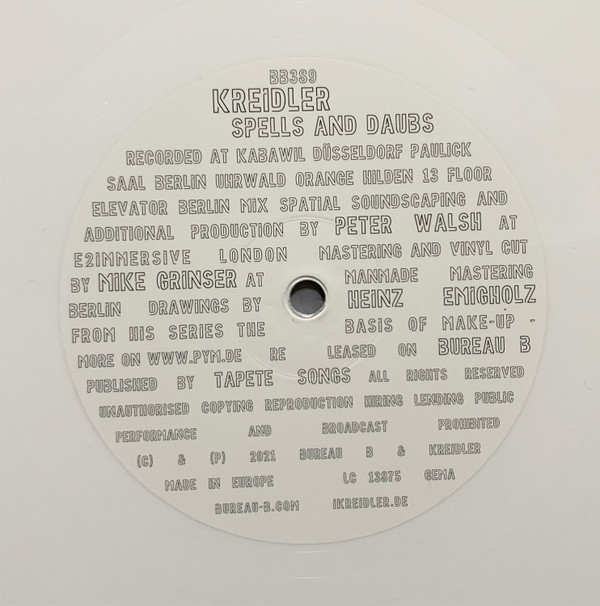 BB389
KREIDLER
SPELLS AND DAUBS
RECORDED AT KABAWIL DÜSSELDORF PAULICK
SAAL BERLIN UHRWALD ORANGE HILDEN 13 FLOOR
ELEVATOR BERLIN MIX SPATIAL SOUNDSCAPING AND
ADDITIONAL PRODUCTION BY PETER WALSH AT
E2IMMERSIVE LONDON MASTERING AND VINYL CUT
BY MIKE GRINSER AT MANMADE MASTERING
BERLIN DRAWINGS BY HEINZ EMIGHOLZ
FROM HIS SERIES THE BASIS OF MAKE-UP -
MORE ON WWW.PYM.DE RE LEASED ON BUREAU B
PUBLISHED BY TAPETE SONGS ALL RIGHTS RESERVED
UNAUTHORISED COPYING REPRODUCTION HIRING LENDING PUBLIC
PERFORMANCE AND BROADCAST PROHIBITED
(C) & (P) 2021 BUREAU B & KREIDLER
MADE IN EUROPE LC 13875 GEMA
BUREAU-B.COM IKREIDLER.DE